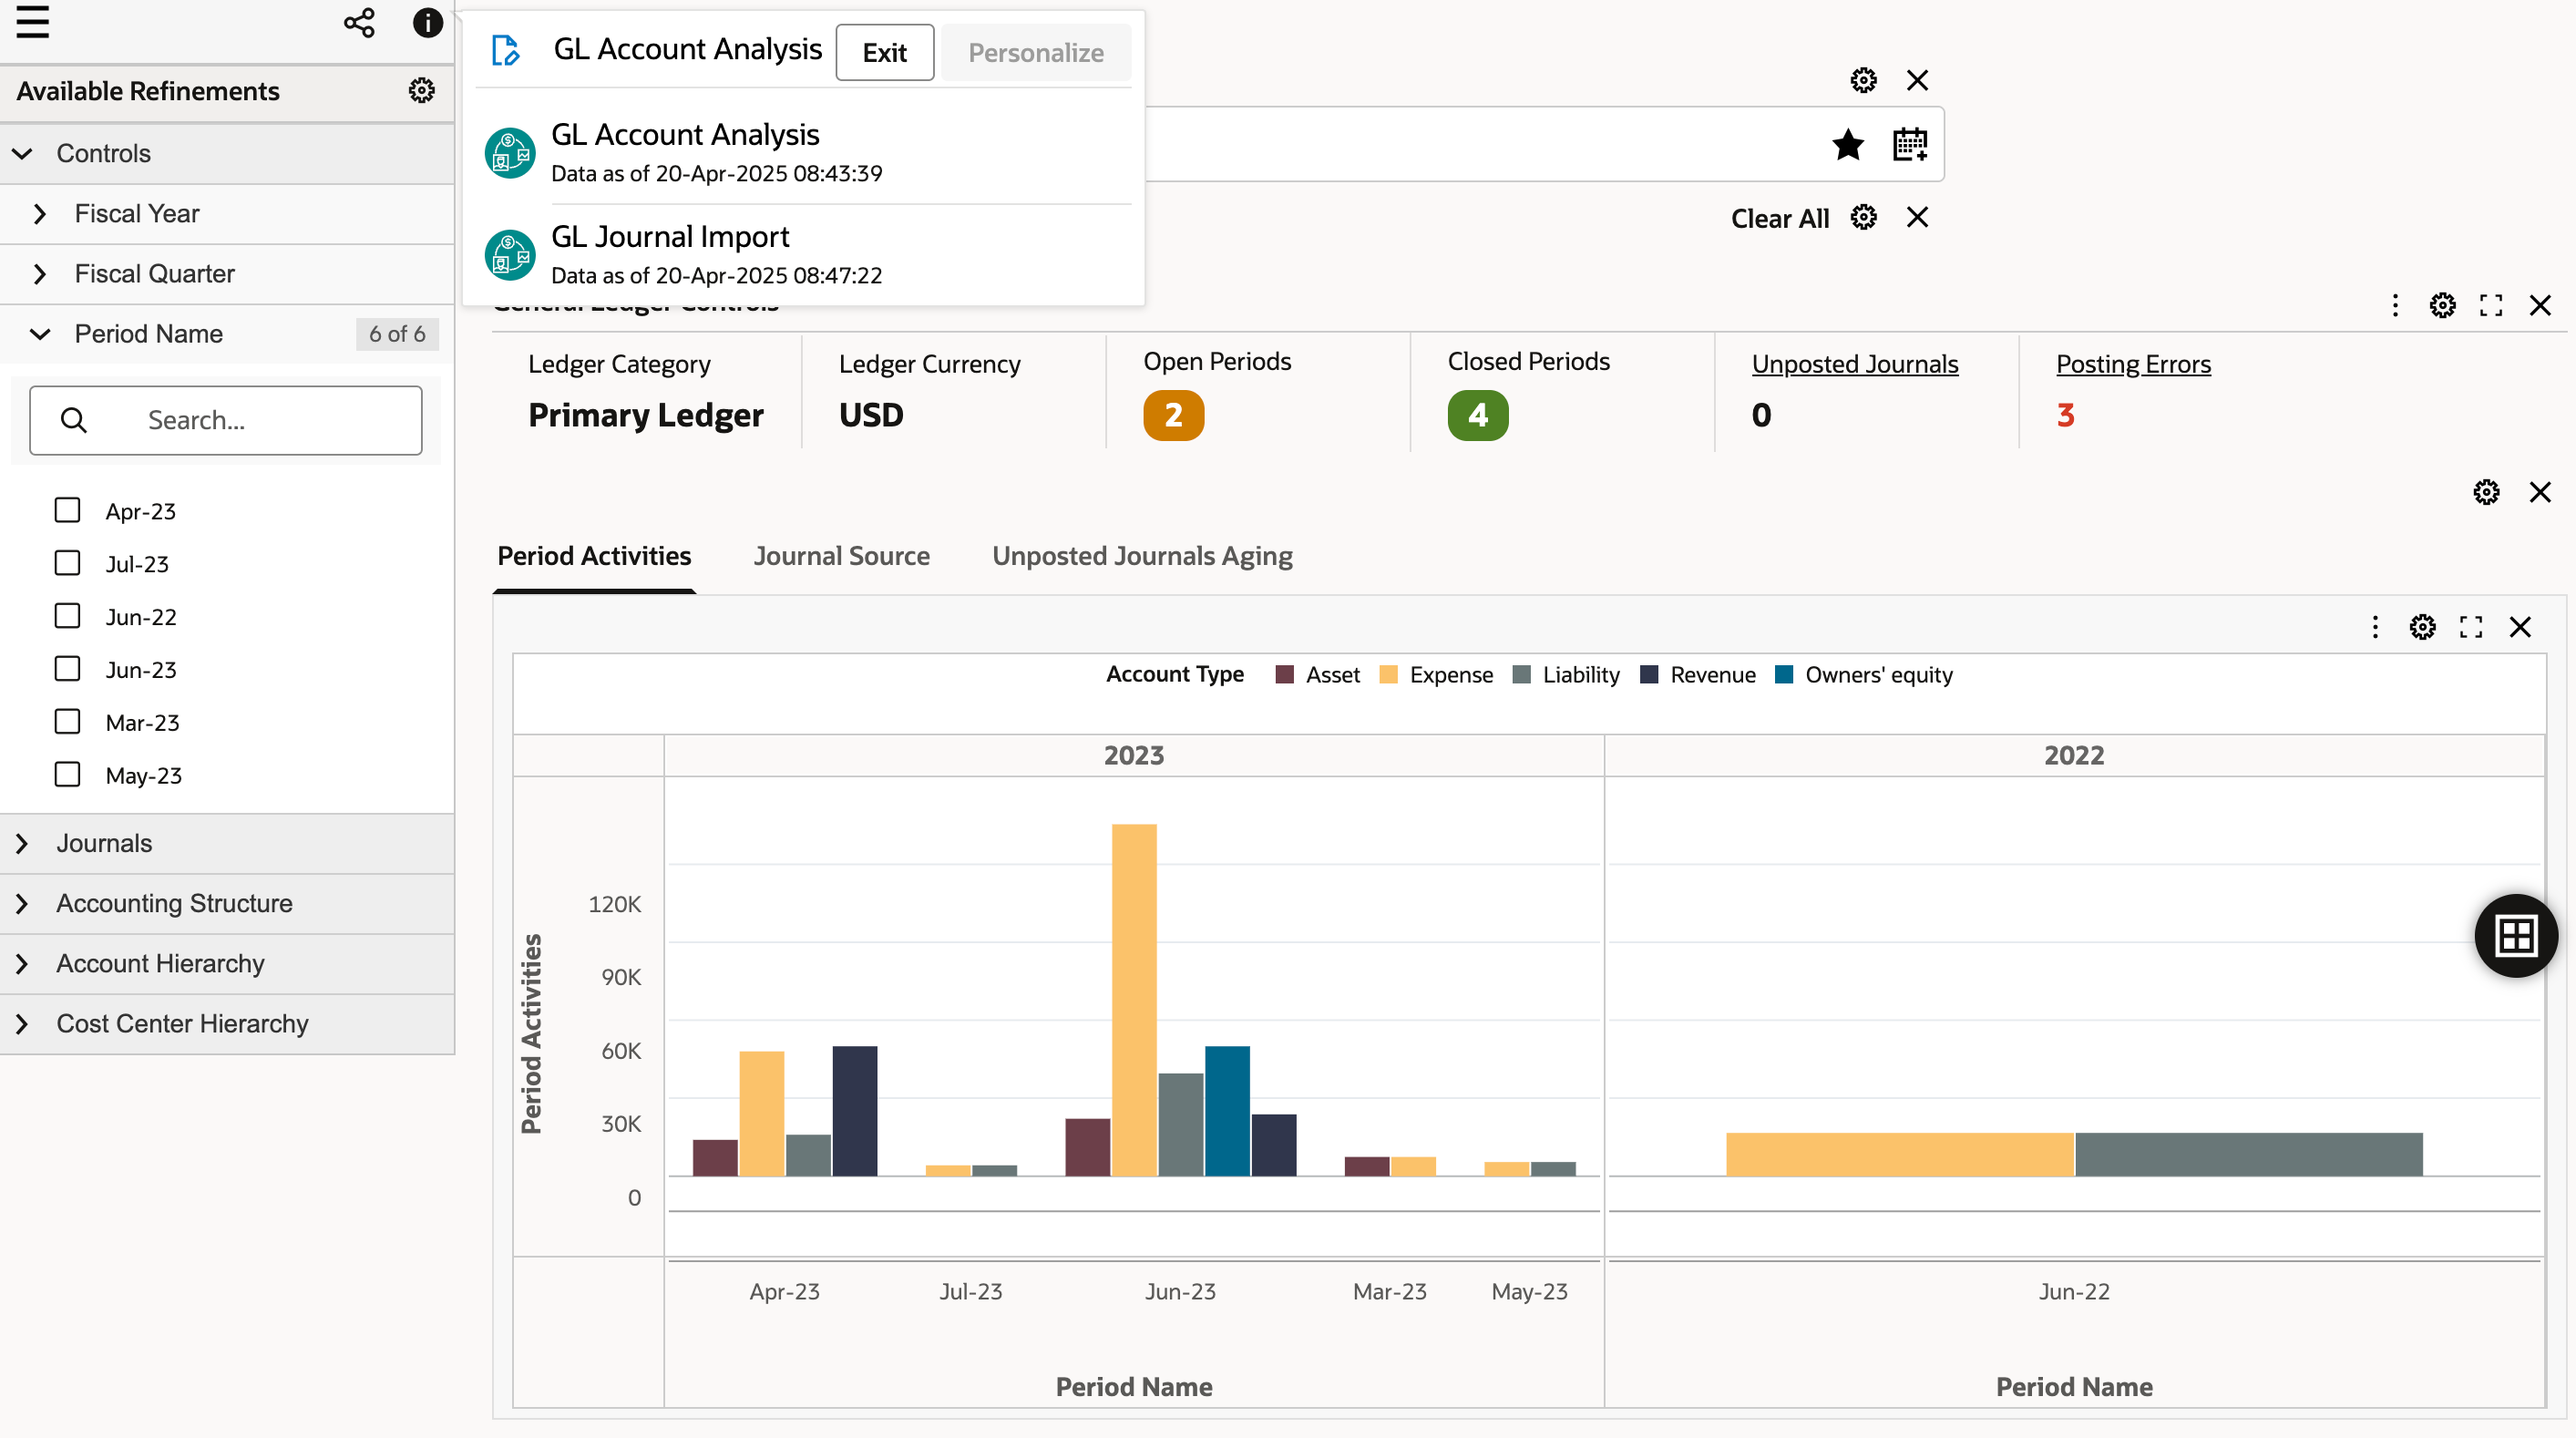 GL Account Analysis
Exit
Personalize
GL Account Analysis
Data as of 20-Apr-2025 08:43:39
GL Journal Import
Data as of 20-Apr-2025 08:47:22
Available Refinements
Controls
Fiscal Year
Fiscal Quarter
Period Name
6 of 6
Search...
Apr-23
Jul-23
Jun-22
Jun-23
Mar-23
May-23
Journals
Accounting Structure
Account Hierarchy
Cost Center Hierarchy
Clear All
General Ledger Controls
Ledger Category
Primary Ledger
Ledger Currency
USD
Open Periods
2
Closed Periods
4
Unposted Journals
0
Posting Errors
3
Period Activities
Journal Source
Unposted Journals Aging
Account Type
Asset
Expense
Liability
Revenue
Owners' equity
2023
2022
Period Activities
120K
90K
60K
30K
0
Apr-23
Jul-23
Jun-23
Mar-23
May-23
Jun-22
Period Name
Period Name